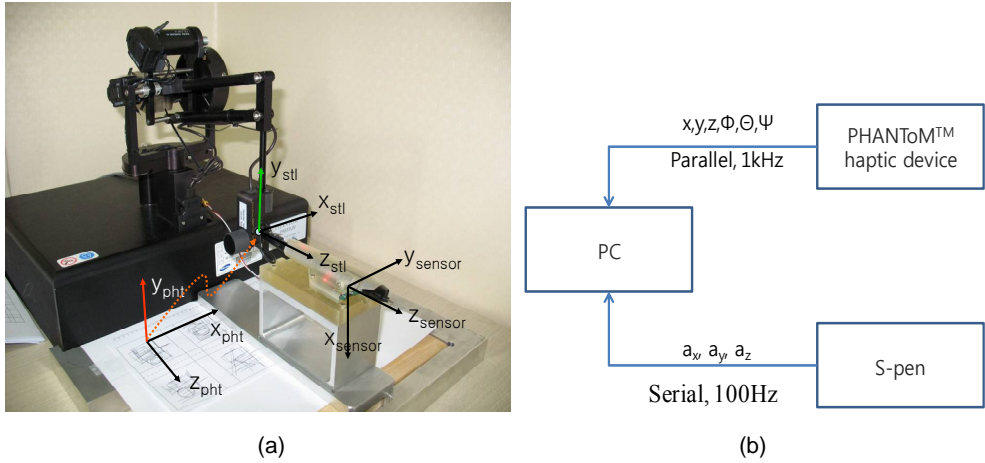 y_stl
x_stl
z_stl
y_sensor
z_sensor
x_sensor
y_pht
x_pht
z_pht
(a)
x,y,z,Φ,Θ,Ψ
Parallel, 1kHz
PHANToM™
haptic device
PC
a_x, a_y, a_z
Serial, 100Hz
S-pen
(b)